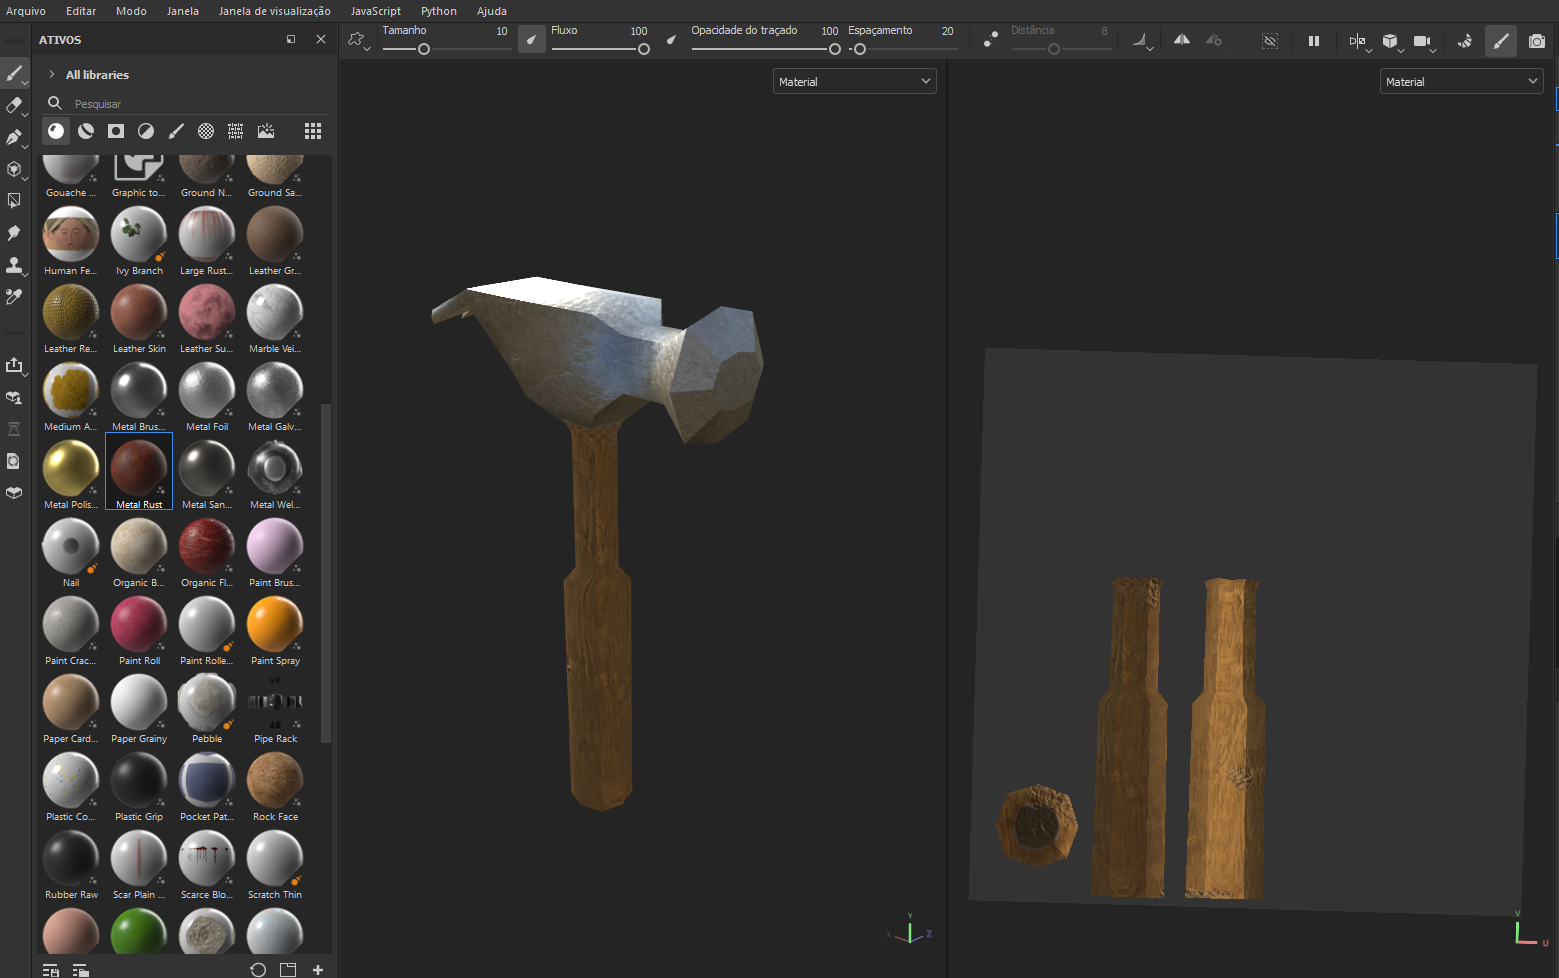 Arquivo Editar Modo Janela Janela de visualização JavaScript Python Ajuda
ATIVOS
Tamanho 10 Fluxo 100 Opacidade do traçado 100 Espaçamento 20 Distância 8
All libraries
Pesquisar
Material
Material
Gouache ... Graphic to... Ground N... Ground Sa...
Human Fe... Ivy Branch Large Rust... Leather Gr...
Leather Re... Leather Skin Leather Su... Marble Vei...
Medium A... Metal Brus... Metal Foil Metal Galv...
Metal Polis... Metal Rust Metal San... Metal Wel...
Nail Organic B... Organic Fl... Paint Brus...
Paint Crac... Paint Roll Paint Rolle... Paint Spray
Paper Card... Paper Grainy Pebble Pipe Rack
Plastic Co... Plastic Grip Pocket Pat... Rock Face
Rubber Raw Scar Plain ... Scarce Blo... Scratch Thin
Y
X Z
V
U